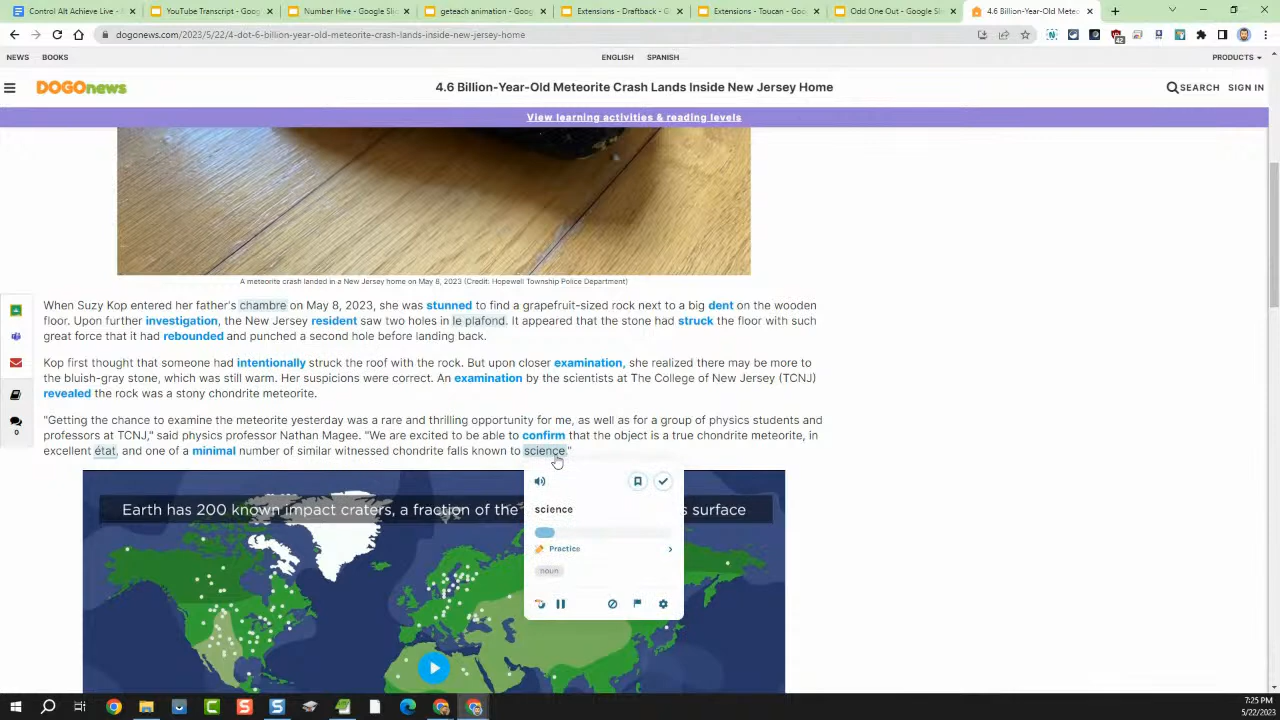 Control Alt Achieve Live -
YouTube Transcript - Goog
Number Hive - Google Slid
geteach animation - Goog
Extensions - Draftback - G
Extensions - Toucan - Goo
Odd One Out - Google Sl
4.6 Billion-Year-Old Meteo
dogonews.com/2023/5/22/4-dot-6-billion-year-old-meteorite-crash-lands-inside-new-jersey-home
NEWS BOOKS ENGLISH SPANISH PRODUCTS
DOGOnews 4.6 Billion-Year-Old Meteorite Crash Lands Inside New Jersey Home SEARCH SIGN IN
View learning activities & reading levels
A meteorite crash landed in a New Jersey home on May 8, 2023 (Credit: Hopewell Township Police Department)
When Suzy Kop entered her father's chambre on May 8, 2023, she was stunned to find a grapefruit-sized rock next to a big dent on the wooden
floor. Upon further investigation, the New Jersey resident saw two holes in le plafond. It appeared that the stone had struck the floor with such
great force that it had rebounded and punched a second hole before landing back.
Kop first thought that someone had intentionally struck the roof with the rock. But upon closer examination, she realized there may be more to
the bluish-gray stone, which was still warm. Her suspicions were correct. An examination by the scientists at The College of New Jersey (TCNJ)
revealed the rock was a stony chondrite meteorite.
"Getting the chance to examine the meteorite yesterday was a rare and thrilling opportunity for me, as well as for a group of physics students and
professors at TCNJ," said physics professor Nathan Magee. "We are excited to be able to confirm that the object is a true chondrite meteorite, in
excellent état, and one of a minimal number of similar witnessed chondrite falls known to science."
0
Earth has 200 known impact craters, a fraction of the s surface
science
Practice
noun
7:25 PM
5/22/2023